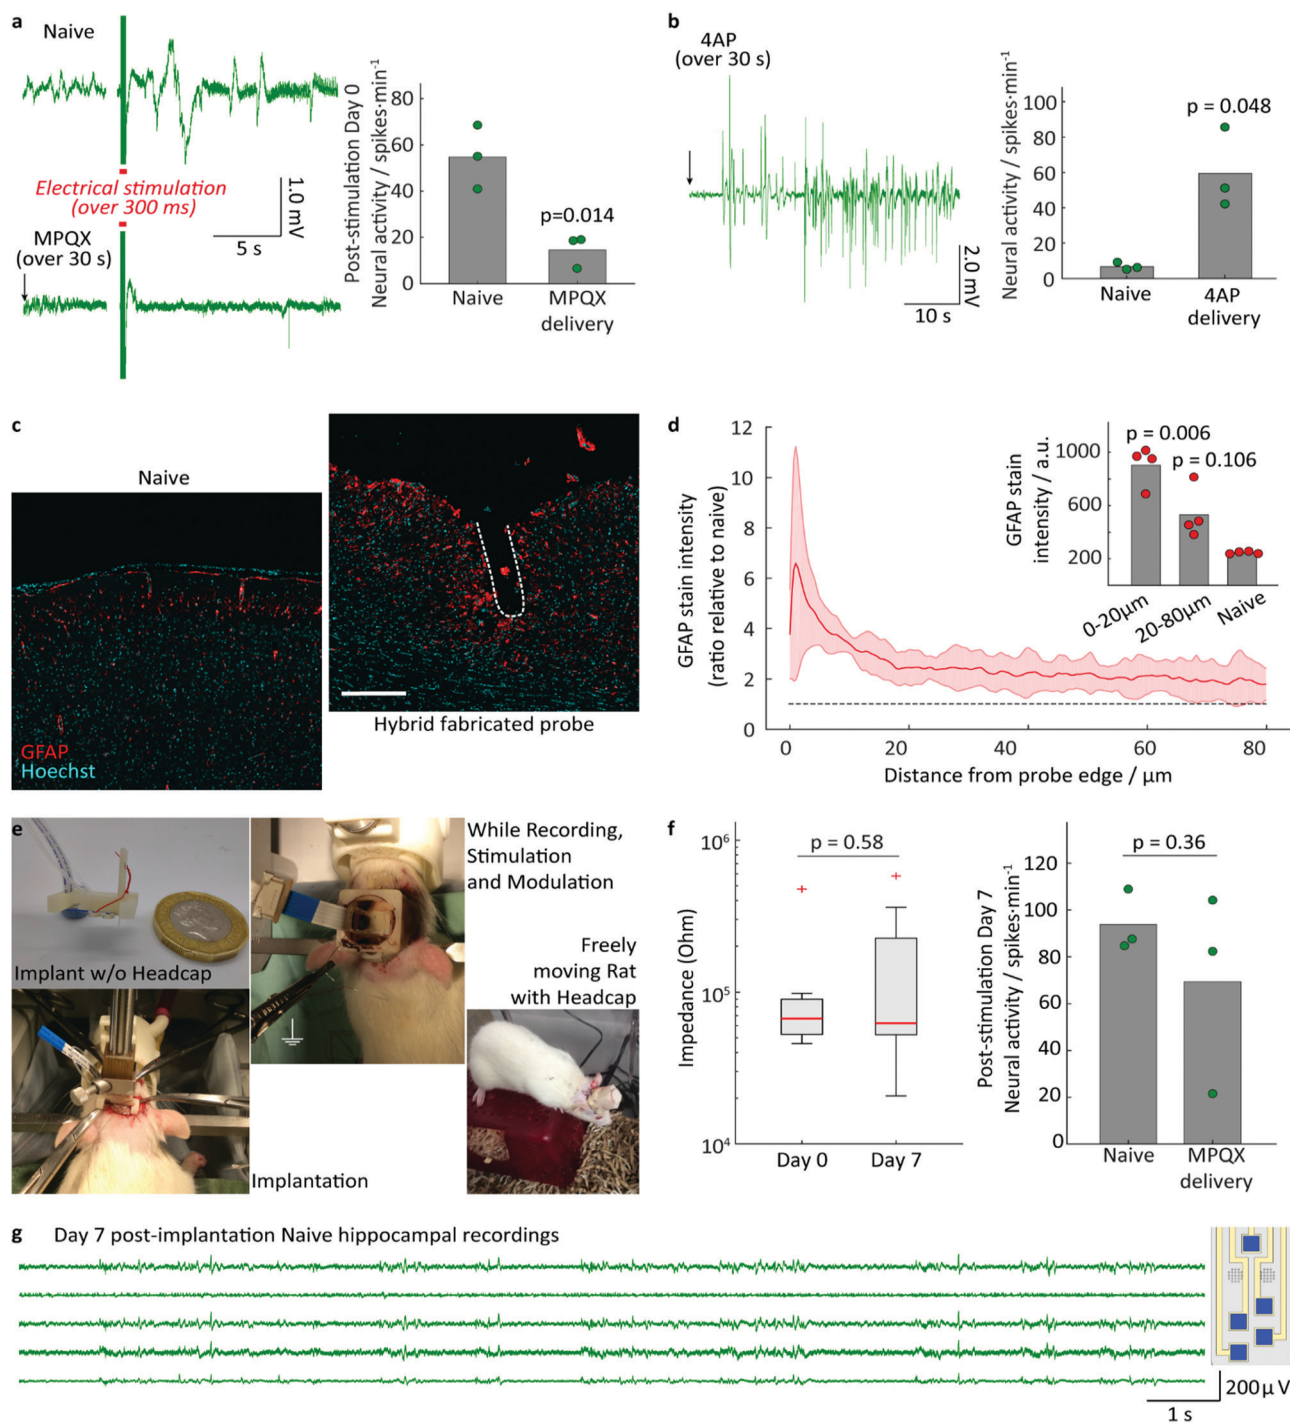 a
Naive
Electrical stimulation
(over 300 ms)
MPQX
(over 30 s)
1.0 mV
5 s
Post-stimulation Day 0
Neural activity / spikes·min⁻¹
80
60
40
20
0
p=0.014
Naive
MPQX
delivery
b
4AP
(over 30 s)
2.0 mV
10 s
Neural activity / spikes·min⁻¹
100
80
60
40
20
0
p = 0.048
Naive
4AP
delivery
c
Naive
GFAP
Hoechst
Hybrid fabricated probe
d
GFAP stain intensity
(ratio relative to naive)
12
10
8
6
4
2
0
0
20
40
60
80
Distance from probe edge / µm
GFAP stain
intensity / a.u.
1000
600
200
p = 0.006
p = 0.106
0-20µm
20-80µm
Naive
e
Implant w/o Headcap
While Recording,
Stimulation
and Modulation
Freely
moving Rat
with Headcap
Implantation
f
Impedance (Ohm)
10⁶
10⁵
10⁴
p = 0.58
Day 0
Day 7
Post-stimulation Day 7
Neural activity / spikes·min⁻¹
120
100
80
60
40
20
0
p = 0.36
Naive
MPQX
delivery
g
Day 7 post-implantation Naive hippocampal recordings
200 µV
1 s